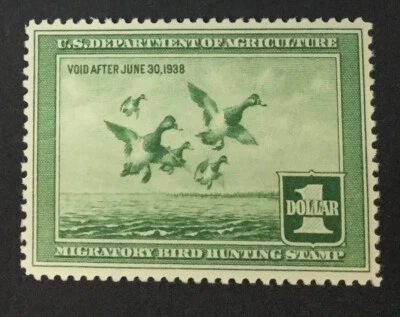 U.S. DEPARTMENT OF AGRICULTURE
VOID AFTER JUNE 30, 1938
1
DOLLAR
MIGRATORY BIRD HUNTING STAMP